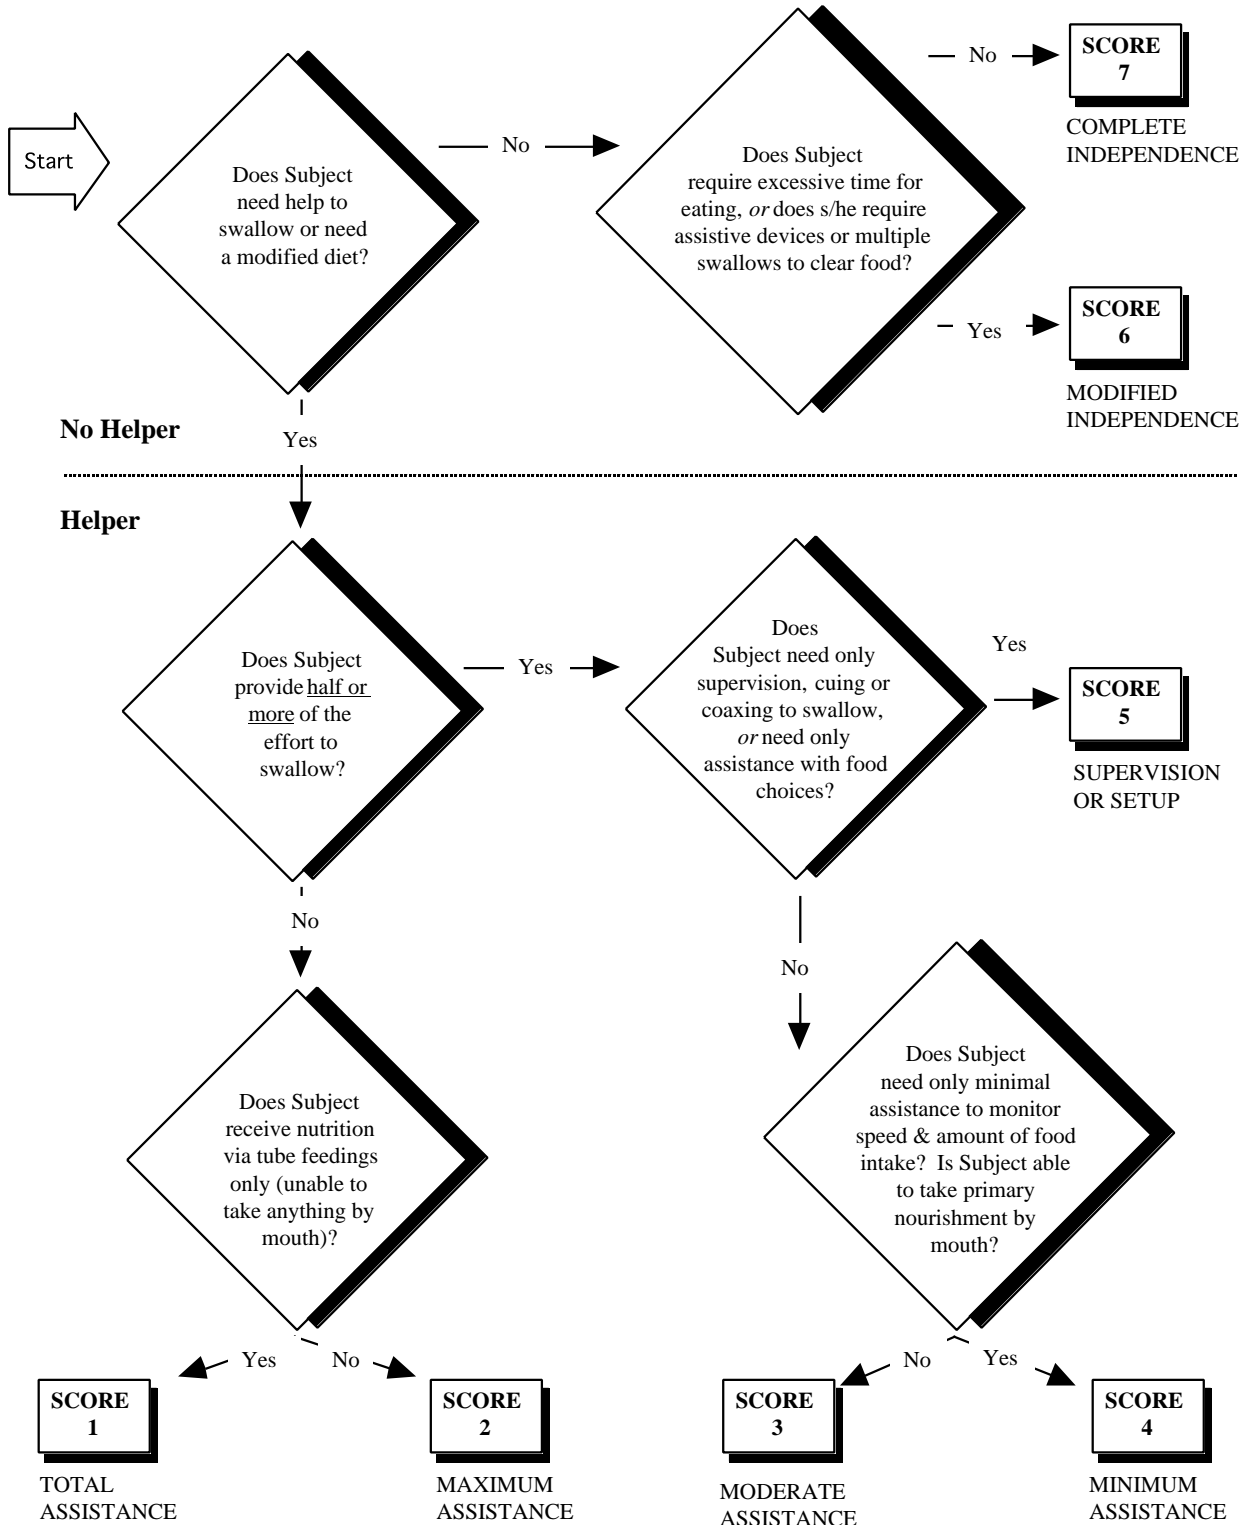 Start
Does Subject
need help to
swallow or need
a modified diet?
No
Does Subject
require excessive time for
eating, or does s/he require
assistive devices or multiple
swallows to clear food?
No
SCORE
7
COMPLETE
INDEPENDENCE
Yes
SCORE
6
MODIFIED
INDEPENDENCE
No Helper
Yes
Helper
Does Subject
provide half or
more of the
effort to
swallow?
Yes
Does
Subject need only
supervision, cuing or
coaxing to swallow,
or need only
assistance with food
choices?
Yes
SCORE
5
SUPERVISION
OR SETUP
No
No
Does Subject
receive nutrition
via tube feedings
only (unable to
take anything by
mouth)?
Does Subject
need only minimal
assistance to monitor
speed & amount of food
intake? Is Subject able
to take primary
nourishment by
mouth?
Yes
No
No
Yes
SCORE
1
TOTAL
ASSISTANCE
SCORE
2
MAXIMUM
ASSISTANCE
SCORE
3
MODERATE
ASSISTANCE
SCORE
4
MINIMUM
ASSISTANCE